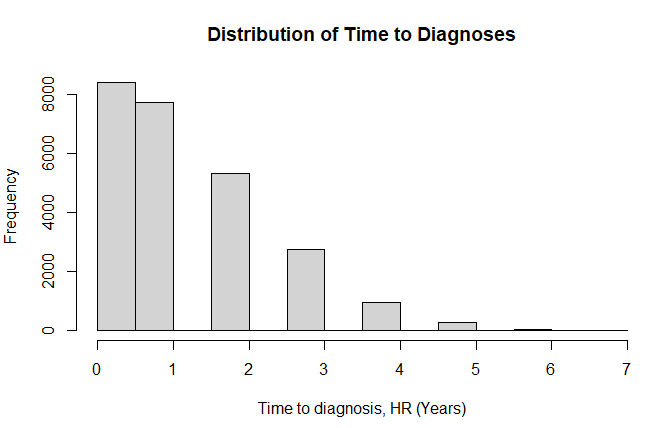 Distribution of Time to Diagnoses
Frequency
8000
6000
4000
2000
0
0 1 2 3 4 5 6 7
Time to diagnosis, HR (Years)